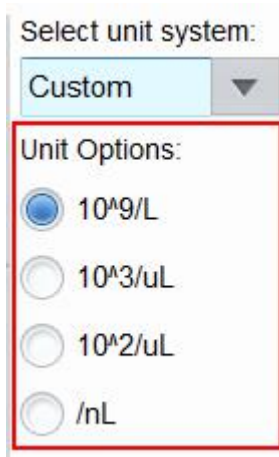 Select unit system:
Custom
Unit Options:
10^9/L
10^3/uL
10^2/uL
/nL